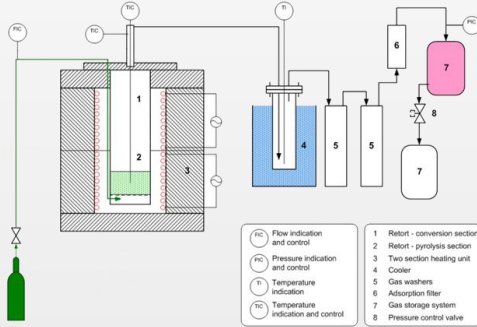 TIC
TI
FIC
TIC
PIC
1
2
3
4
5
5
6
7
8
7
FIC Flow indication
and control
PIC Pressure indication
and control
TI Temperature
indication
TIC Temperature
indication and control
1 Retort - conversion section
2 Retort - pyrolysis section
3 Two section heating unit
4 Cooler
5 Gas washers
6 Adsorption filter
7 Gas storage system
8 Pressure control valve